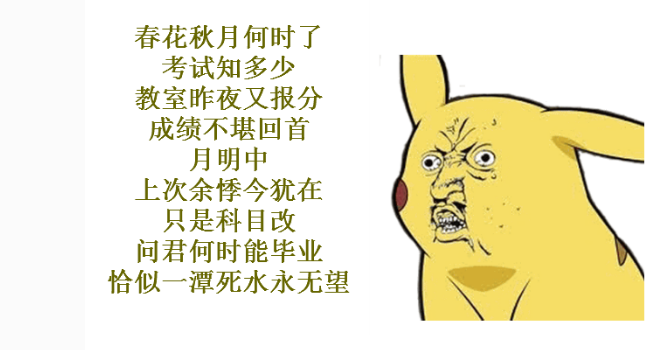 春花秋月何时了
考试知多少
教室昨夜又报分
成绩不堪回首
月明中
上次余悸今犹在
只是科目改
问君何时能毕业
恰似一潭死水永无望